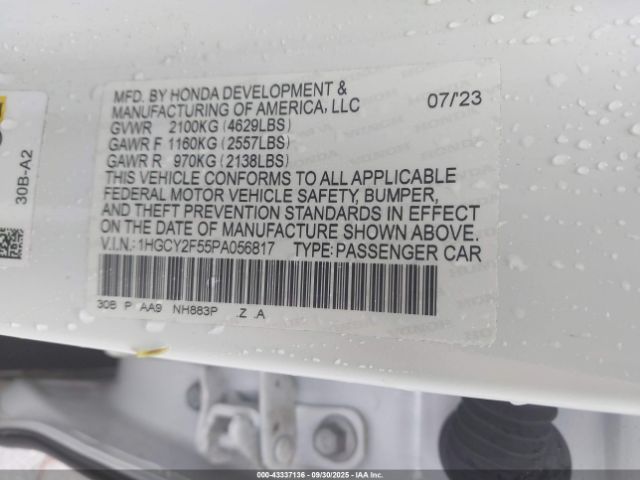 MFD. BY HONDA DEVELOPMENT &
MANUFACTURING OF AMERICA, LLC 07/'23
GVWR 2100KG (4629LBS)
GAWR F 1160KG (2557LBS)
GAWR R 970KG (2138LBS)
THIS VEHICLE CONFORMS TO ALL APPLICABLE
FEDERAL MOTOR VEHICLE SAFETY, BUMPER,
AND THEFT PREVENTION STANDARDS IN EFFECT
ON THE DATE OF MANUFACTURE SHOWN ABOVE.
V.I.N.: 1HGCY2F55PA056817 TYPE: PASSENGER CAR
30B P AA9 NH883P .Z .A
30B-A2
000-43337136 - 09/30/2025 - IAAI.COM